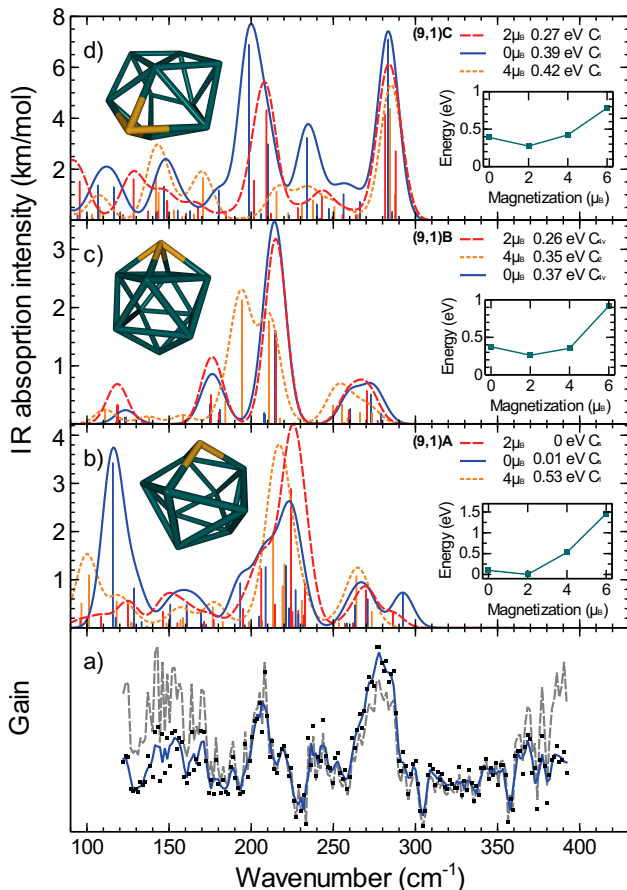 IR absoprtion intensity (km/mol)
Gain
d)
(9,1)C
2μB 0.27 eV C₁
0μB 0.39 eV C₁
4μB 0.42 eV Cₛ
8
6
4
2
Energy (eV)
1
0.5
0
0 2 4 6
Magnetization (μB)
c)
(9,1)B
2μB 0.26 eV C₄ᵥ
4μB 0.35 eV C₂
0μB 0.37 eV C₄ᵥ
3
2
1
Energy (eV)
1
0.5
0
0 2 4 6
Magnetization (μB)
b)
(9,1)A
2μB 0 eV Cₛ
0μB 0.01 eV Cₛ
4μB 0.53 eV C₁
4
3
2
1
Energy (eV)
1.5
1
0.5
0
0 2 4 6
Magnetization (μB)
a)
100 150 200 250 300 350 400
Wavenumber (cm⁻¹)